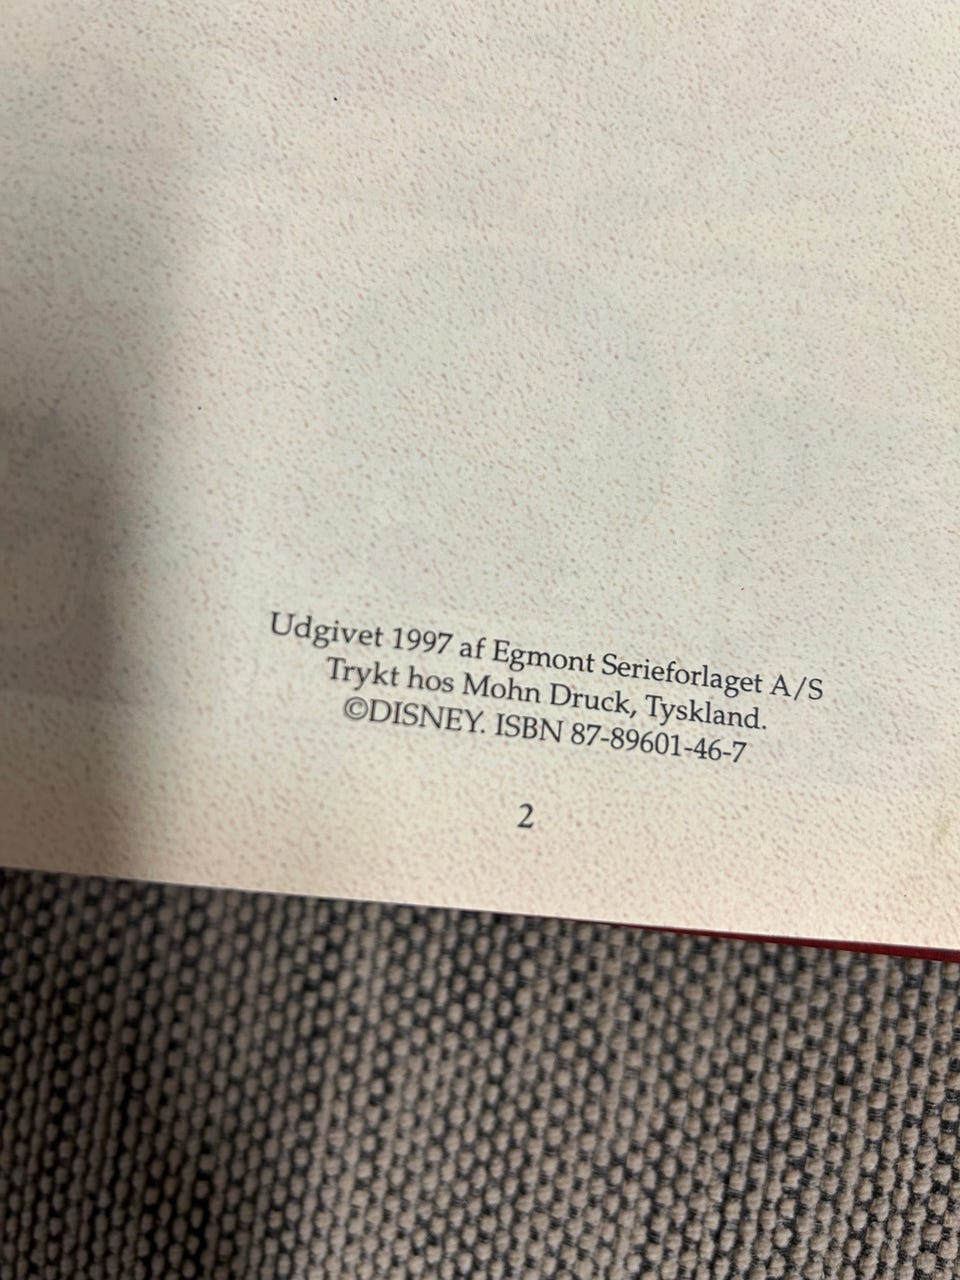 Udgivet 1997 af Egmont Serieforlaget A/S
Trykt hos Mohn Druck, Tyskland.
©DISNEY. ISBN 87-89601-46-7
2